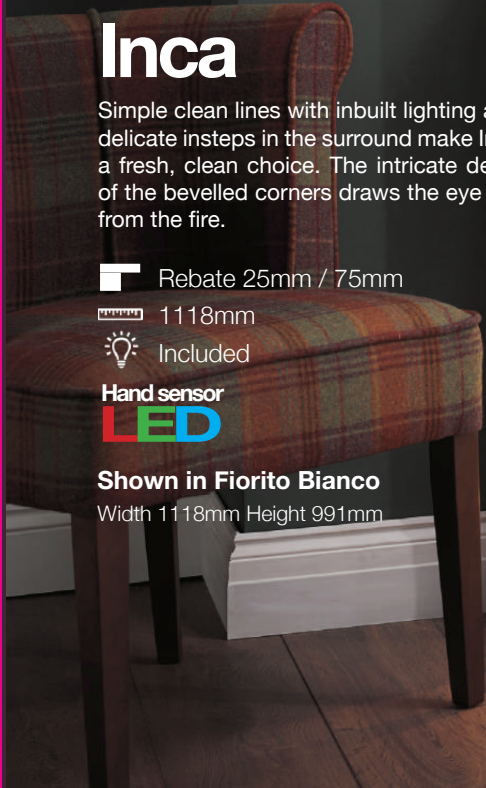 Inca
Simple clean lines with inbuilt lighting
delicate insteps in the surround make
a fresh, clean choice. The intricate
of the bevelled corners draws the eye
from the fire.
Rebate 25mm / 75mm
1118mm
Included
Hand sensor
LED
Shown in Fiorito Bianco
Width 1118mm Height 991mm